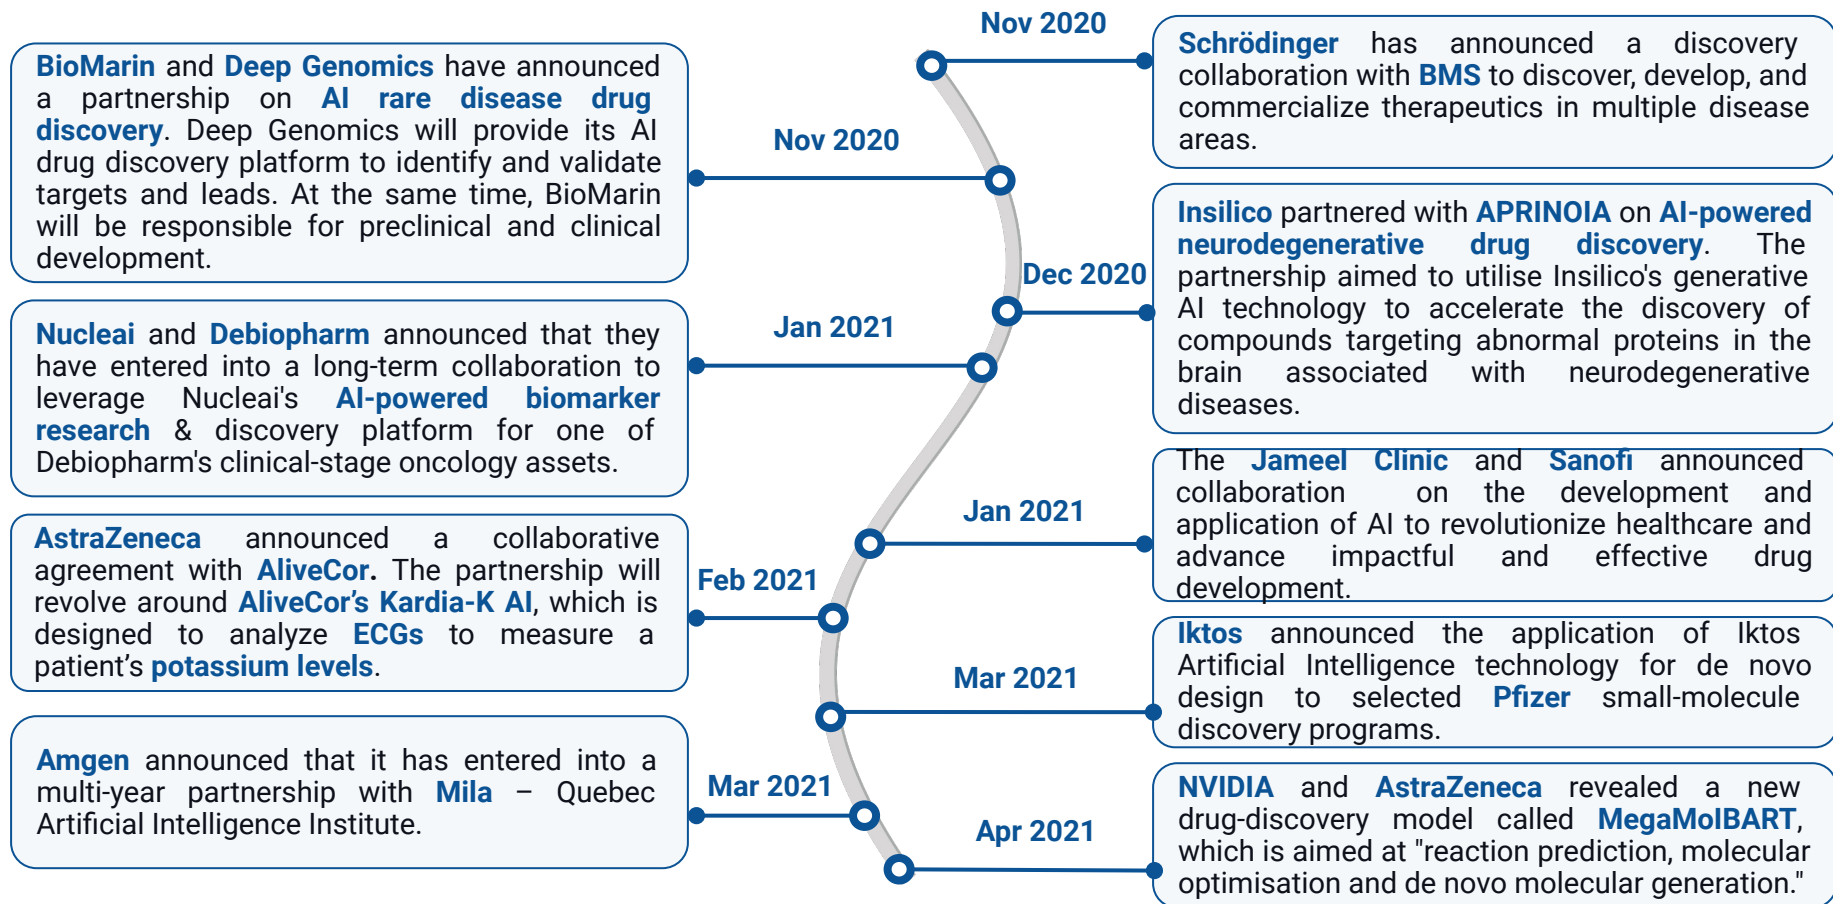 Nov 2020
Schrödinger has announced a discovery
collaboration with BMS to discover, develop, and
commercialize therapeutics in multiple disease
areas.
Nov 2020
BioMarin and Deep Genomics have announced
a partnership on AI rare disease drug
discovery. Deep Genomics will provide its AI
drug discovery platform to identify and validate
targets and leads. At the same time, BioMarin
will be responsible for preclinical and clinical
development.
Dec 2020
Insilico partnered with APRINOIA on AI-powered
neurodegenerative drug discovery. The
partnership aimed to utilise Insilico's generative
AI technology to accelerate the discovery of
compounds targeting abnormal proteins in the
brain associated with neurodegenerative
diseases.
Jan 2021
Nucleai and Debiopharm announced that they
have entered into a long-term collaboration to
leverage Nucleai's AI-powered biomarker
research & discovery platform for one of
Debiopharm's clinical-stage oncology assets.
Jan 2021
The Jameel Clinic and Sanofi announced
collaboration on the development and
application of AI to revolutionize healthcare and
advance impactful and effective drug
development.
Feb 2021
AstraZeneca announced a collaborative
agreement with AliveCor. The partnership will
revolve around AliveCor’s Kardia-K AI, which is
designed to analyze ECGs to measure a
patient’s potassium levels.
Mar 2021
Iktos announced the application of Iktos
Artificial Intelligence technology for de novo
design to selected Pfizer small-molecule
discovery programs.
Mar 2021
Amgen announced that it has entered into a
multi-year partnership with Mila – Quebec
Artificial Intelligence Institute.
Apr 2021
NVIDIA and AstraZeneca revealed a new
drug-discovery model called MegaMolBART,
which is aimed at "reaction prediction, molecular
optimisation and de novo molecular generation."